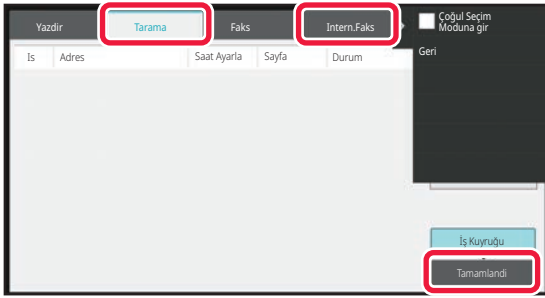 Yazdir Tarama Faks Intern.Faks
Çoğul Seçim
Moduna gir
Is Adres Saat Ayarla Sayfa Durum
Geri
İş Kuyruğu
Tamamlandi